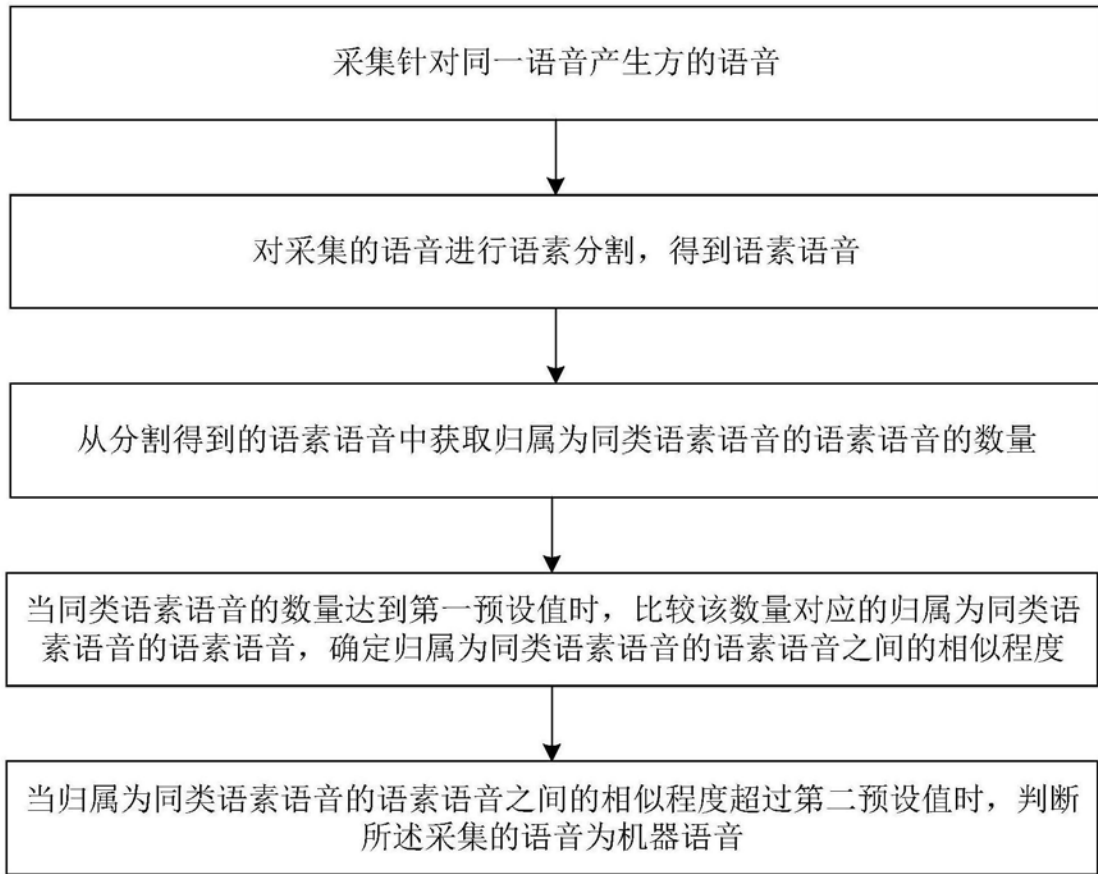 采集针对同一语音产生方的语音
对采集的语音进行语素分割，得到语素语音
从分割得到的语素语音中获取归属为同类语素语音的语素语音的数量
当同类语素语音的数量达到第一预设值时，比较该数量对应的归属为同类语
素语音的语素语音，确定归属为同类语素语音的语素语音之间的相似程度
当归属为同类语素语音的语素语音之间的相似程度超过第二预设值时，判断
所述采集的语音为机器语音